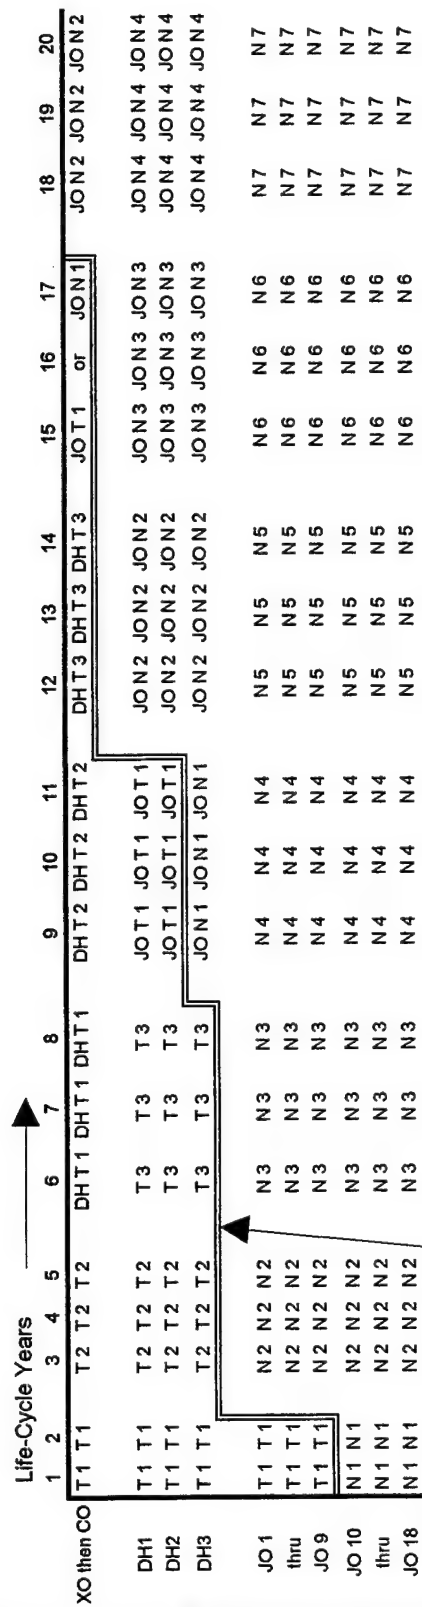 Life-Cycle Years
1 2 3 4 5 6 7 8 9 10 11 12 13 14 15 16 17 18 19 20
XO then CO T1 T1 T2 T2 T2 DHT1 DHT1 DHT1 DHT2 DHT2 DHT2 DHT3 DHT3 DHT3 JOT1 or JON1 JON2 JON2 JON2
DH1 T1 T1 T2 T2 T2 T3 T3 T3 JOT1 JOT1 JOT1 JON2 JON2 JON2 JON3 JON3 JON3 JON4 JON4 JON4
DH2 T1 T1 T2 T2 T2 T3 T3 T3 JOT1 JOT1 JOT1 JON2 JON2 JON2 JON3 JON3 JON3 JON4 JON4 JON4
DH3 T1 T1 T2 T2 T2 T3 T3 T3 JON1 JON1 JON1 JON2 JON2 JON2 JON3 JON3 JON3 JON4 JON4 JON4
JO 1 T1 T1 N2 N2 N2 N3 N3 N3 N4 N4 N4 N5 N5 N5 N6 N6 N6 N7 N7 N7
thru T1 T1 N2 N2 N2 N3 N3 N3 N4 N4 N4 N5 N5 N5 N6 N6 N6 N7 N7 N7
JO 9 T1 T1 N2 N2 N2 N3 N3 N3 N4 N4 N4 N5 N5 N5 N6 N6 N6 N7 N7 N7
JO 10 N1 N1 N2 N2 N2 N3 N3 N3 N4 N4 N4 N5 N5 N5 N6 N6 N6 N7 N7 N7
thru N1 N1 N2 N2 N2 N3 N3 N3 N4 N4 N4 N5 N5 N5 N6 N6 N6 N7 N7 N7
JO 18 N1 N1 N2 N2 N2 N3 N3 N3 N4 N4 N4 N5 N5 N5 N6 N6 N6 N7 N7 N7